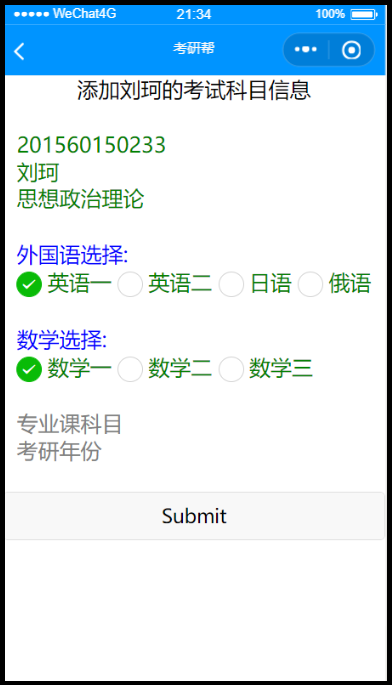 WeChat4G 21:34 100%
考研帮
添加刘珂的考试科目信息
201560150233
刘珂
思想政治理论
外国语选择:
英语一 英语二 日语 俄语
数学选择:
数学一 数学二 数学三
专业课科目
考研年份
Submit